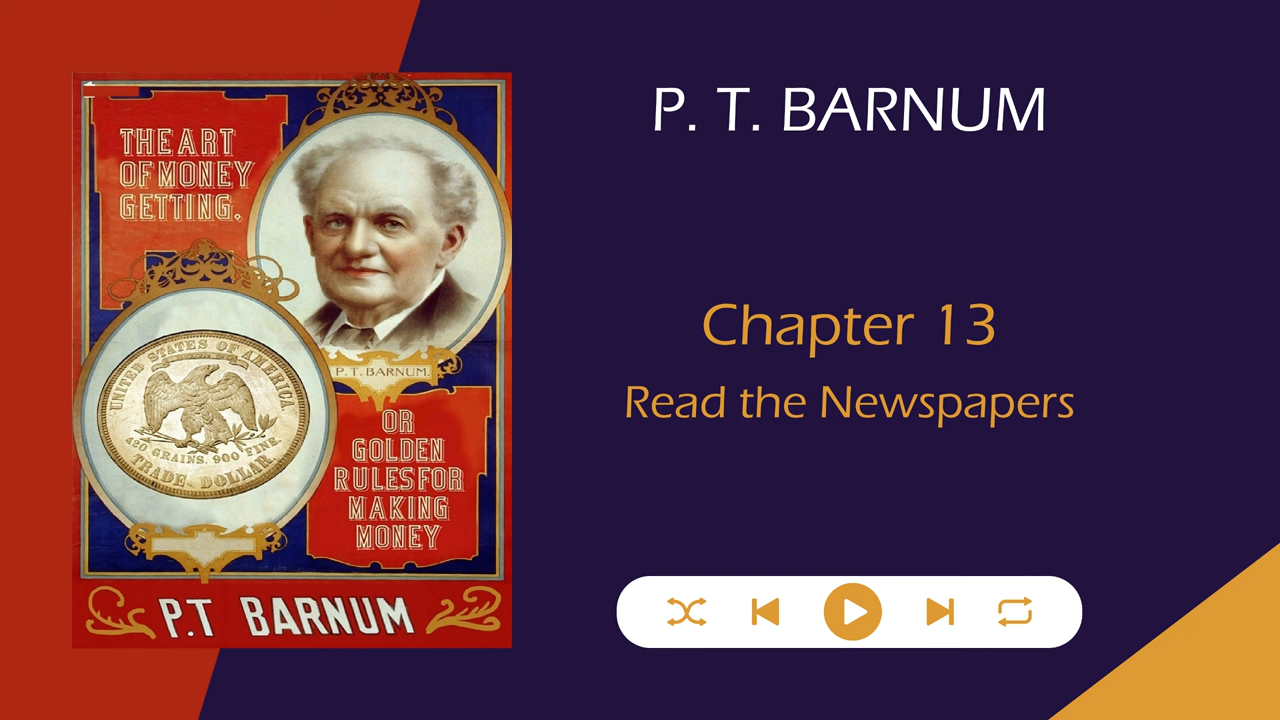 THE ART
OF MONEY
GETTING.
P. T. BARNUM.
UNITED STATES OF AMERICA.
420 GRAINS. 900 FINE.
TRADE DOLLAR.
OR
GOLDEN
RULES FOR
MAKING
MONEY
P.T BARNUM
P. T. BARNUM
Chapter 13
Read the Newspapers